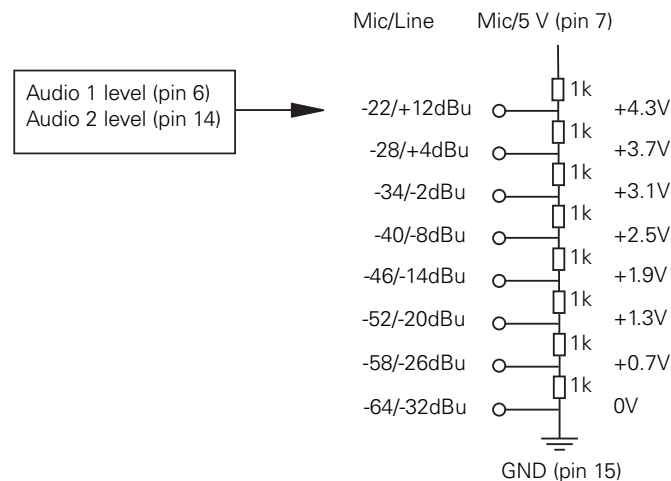 Mic/Line Mic/5 V (pin 7)
Audio 1 level (pin 6)
Audio 2 level (pin 14)
1k
-22/+12dBu +4.3V
1k
-28/+4dBu +3.7V
1k
-34/-2dBu +3.1V
1k
-40/-8dBu +2.5V
1k
-46/-14dBu +1.9V
1k
-52/-20dBu +1.3V
1k
-58/-26dBu +0.7V
1k
-64/-32dBu 0V
GND (pin 15)